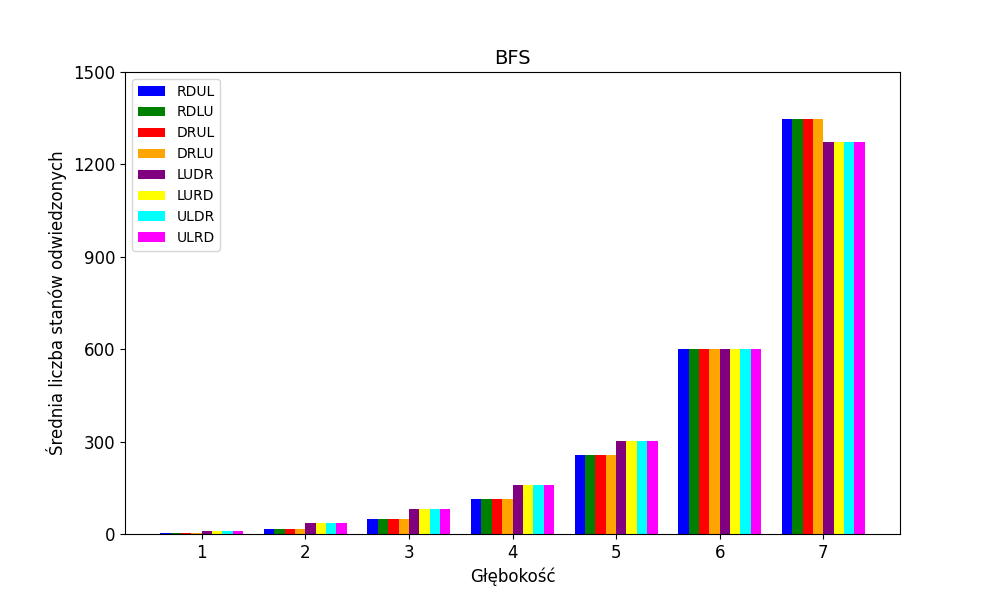 BFS
Średnia liczba stanów odwiedzonych
1500
1200
900
600
300
0
RDUL
RDLU
DRUL
DRLU
LUDR
LURD
ULDR
ULRD
1 2 3 4 5 6 7
Głębokość